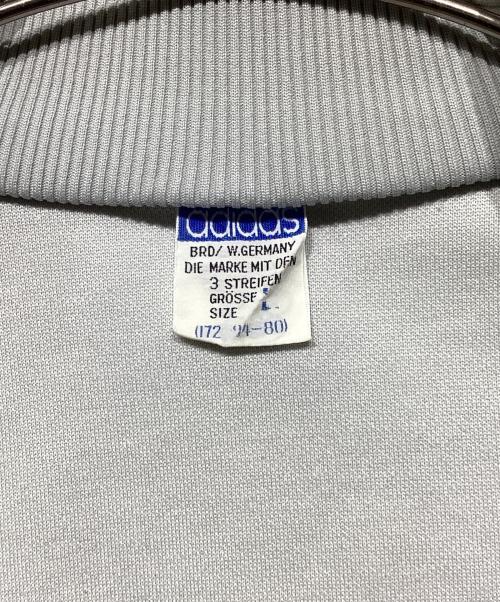 adidas
BRD/ W.GERMANY
DIE MARKE MIT DEN
3 STREIFEN
GRÖSSE
SIZE
(172 94-80)